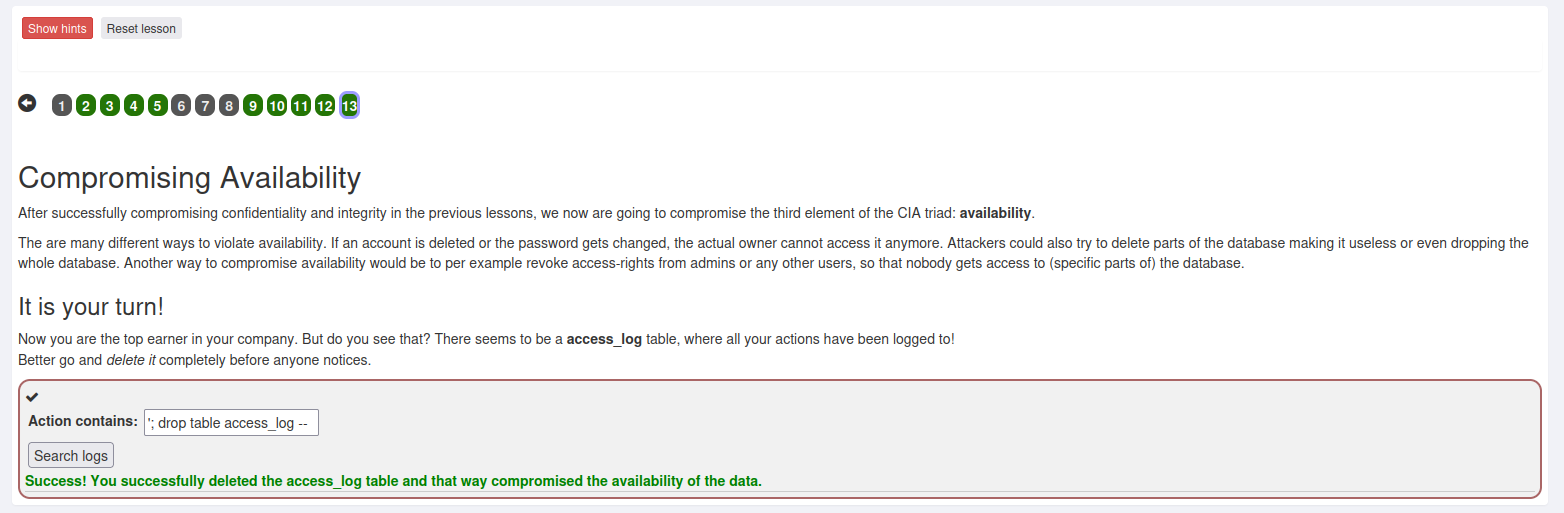 Show hints Reset lesson
1 2 3 4 5 6 7 8 9 10 11 12 13
Compromising Availability
After successfully compromising confidentiality and integrity in the previous lessons, we now are going to compromise the third element of the CIA triad: availability.
The are many different ways to violate availability. If an account is deleted or the password gets changed, the actual owner cannot access it anymore. Attackers could also try to delete parts of the database making it useless or even dropping the
whole database. Another way to compromise availability would be to per example revoke access-rights from admins or any other users, so that nobody gets access to (specific parts of) the database.
It is your turn!
Now you are the top earner in your company. But do you see that? There seems to be a access_log table, where all your actions have been logged to!
Better go and delete it completely before anyone notices.
Action contains: '; drop table access_log --
Search logs
Success! You successfully deleted the access_log table and that way compromised the availability of the data.